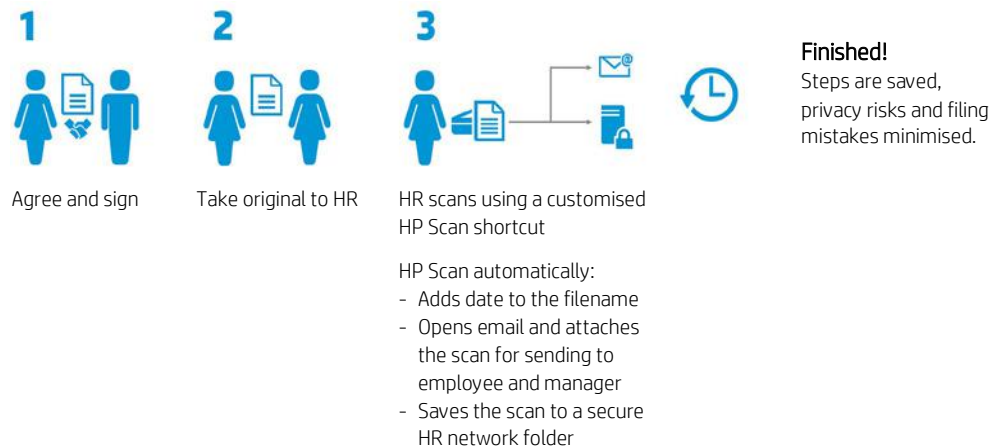 1
Agree and sign
2
Take original to HR
3
@
HR scans using a customised
HP Scan shortcut
HP Scan automatically:
- Adds date to the filename
- Opens email and attaches
the scan for sending to
employee and manager
- Saves the scan to a secure
HR network folder
Finished!
Steps are saved,
privacy risks and filing
mistakes minimised.